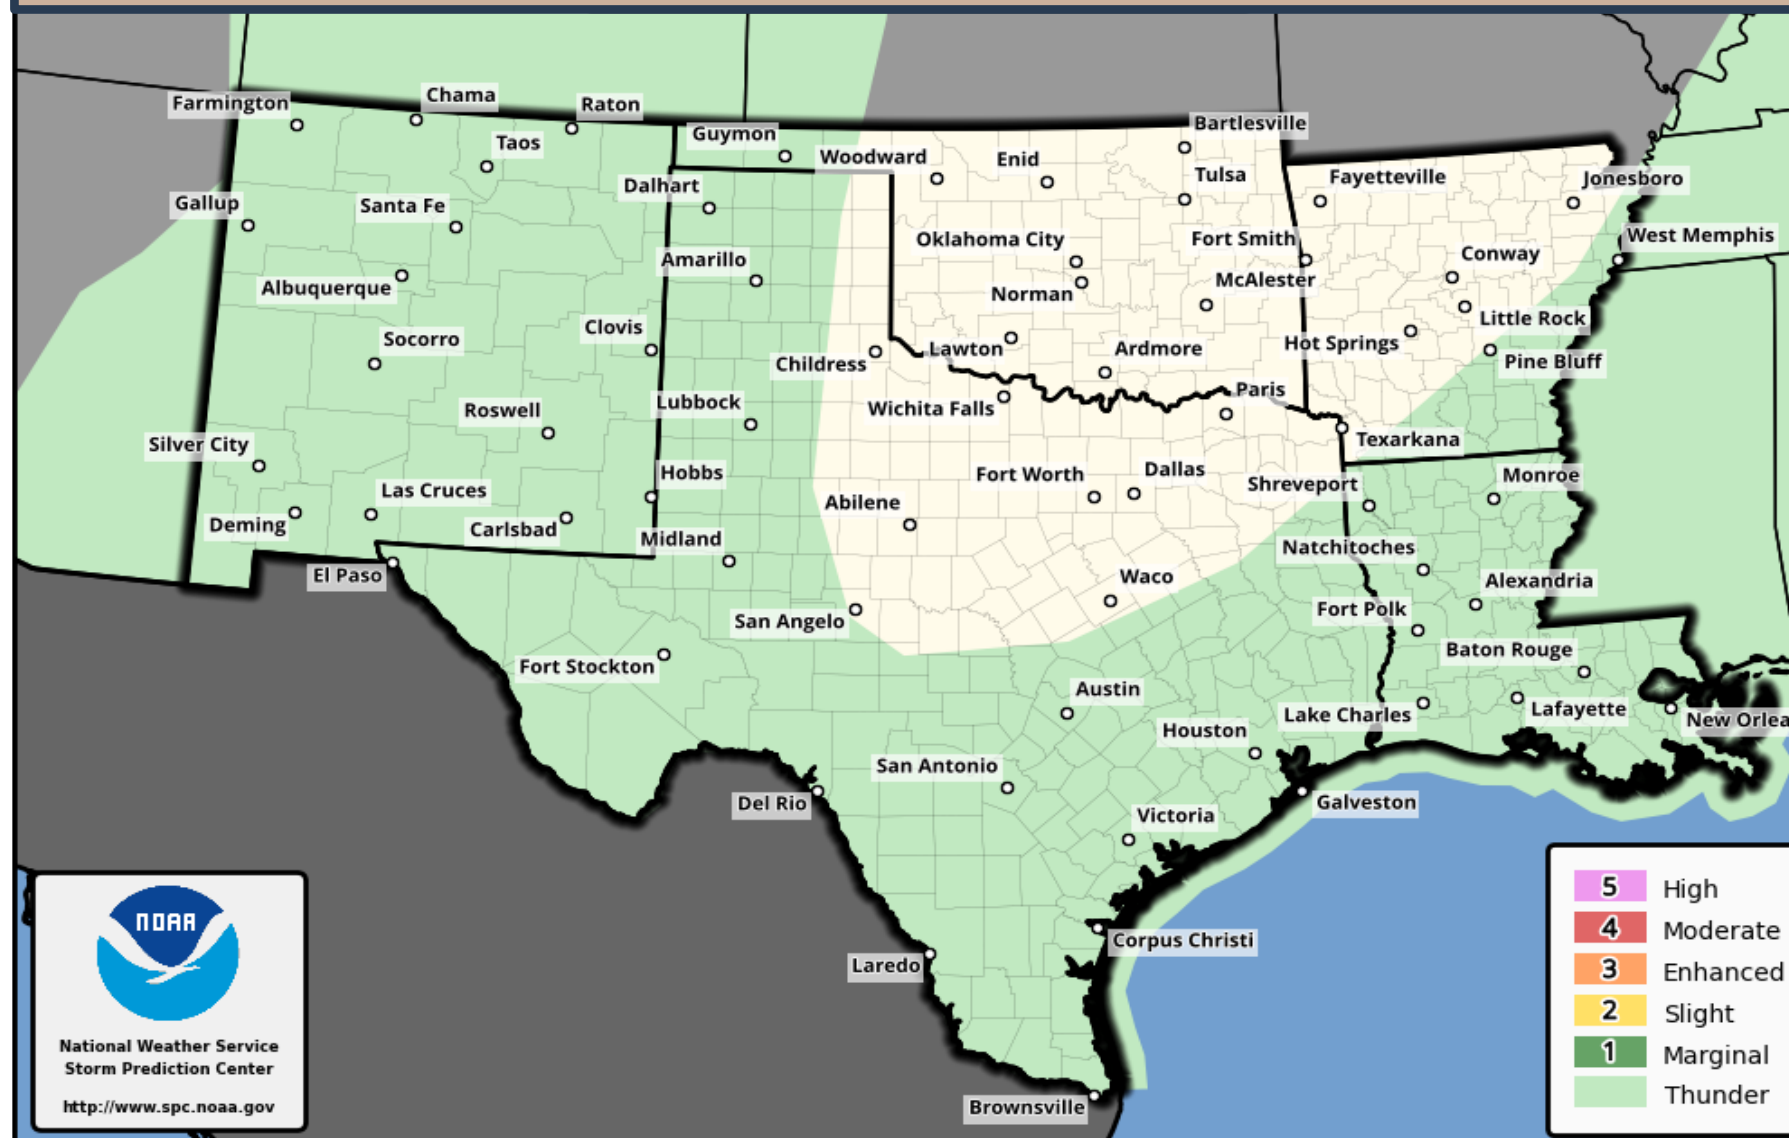 Farmington
Chama
Raton
Guymon
Bartlesville
Taos
Woodward
Enid
Tulsa
Fayetteville
Jonesboro
Dalhart
Gallup
Santa Fe
Oklahoma City
Fort Smith
West Memphis
Conway
Amarillo
McAlester
Albuquerque
Norman
Little Rock
Clovis
Socorro
Hot Springs
Lawton
Ardmore
Childress
Pine Bluff
Paris
Lubbock
Wichita Falls
Roswell
Texarkana
Silver City
Hobbs
Fort Worth
Dallas
Shreveport
Monroe
Las Cruces
Abilene
Deming
Carlsbad
Midland
Natchitoches
El Paso
Waco
Alexandria
San Angelo
Fort Polk
Baton Rouge
Fort Stockton
Austin
Lake Charles
Lafayette
New Orlea
Houston
San Antonio
Del Rio
Galveston
Victoria
Corpus Christi
Laredo
Brownsville
NOAA
National Weather Service
Storm Prediction Center
http://www.spc.noaa.gov
5 High
4 Moderate
3 Enhanced
2 Slight
1 Marginal
Thunder